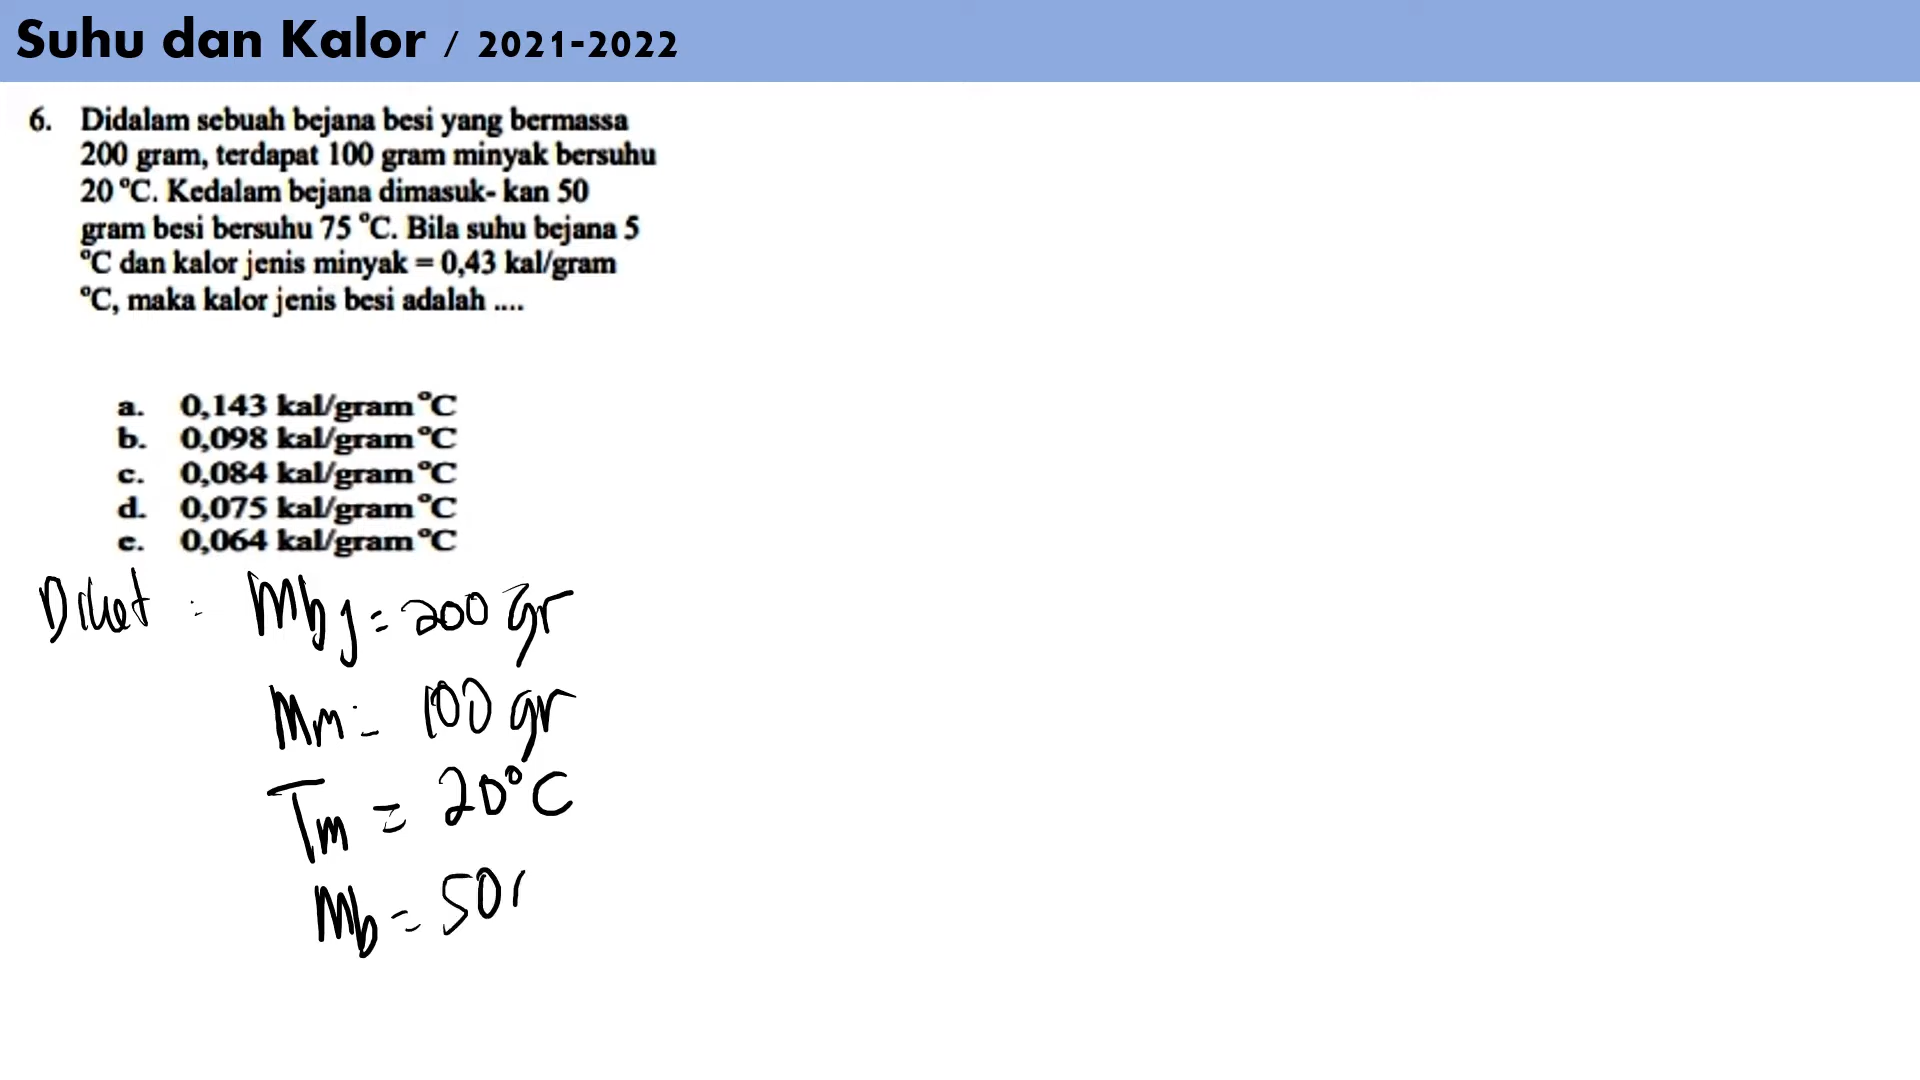 Suhu dan Kalor / 2021-2022
6. Didalam sebuah bejana besi yang bermassa
200 gram, terdapat 100 gram minyak bersuhu
20 °C. Kedalam bejana dimasuk- kan 50
gram besi bersuhu 75 °C. Bila suhu bejana 5
°C dan kalor jenis minyak = 0,43 kal/gram
°C, maka kalor jenis besi adalah ....
a. 0,143 kal/gram°C
b. 0,098 kal/gram°C
c. 0,084 kal/gram°C
d. 0,075 kal/gram°C
e. 0,064 kal/gram°C
Diket : Mbj = 200 gr
Mm = 100 gr
Tm = 20°C
Mb = 50